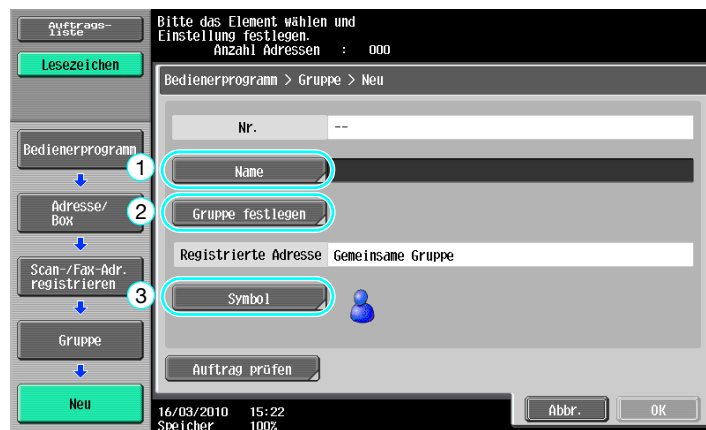 Auftrags-
liste
Lesezeichen
Bitte das Element wählen und
Einstellung festlegen.
Anzahl Adressen : 000
Bedienerprogramm > Gruppe > Neu
Nr. --
Bedienerprogramm
1 Name
Adresse/
Box
2 Gruppe festlegen
Registrierte Adresse Gemeinsame Gruppe
Scan-/Fax-Adr.
registrieren
3 Symbol
Gruppe
Auftrag prüfen
Neu
16/03/2010 15:22
Speicher 100%
Abbr. OK